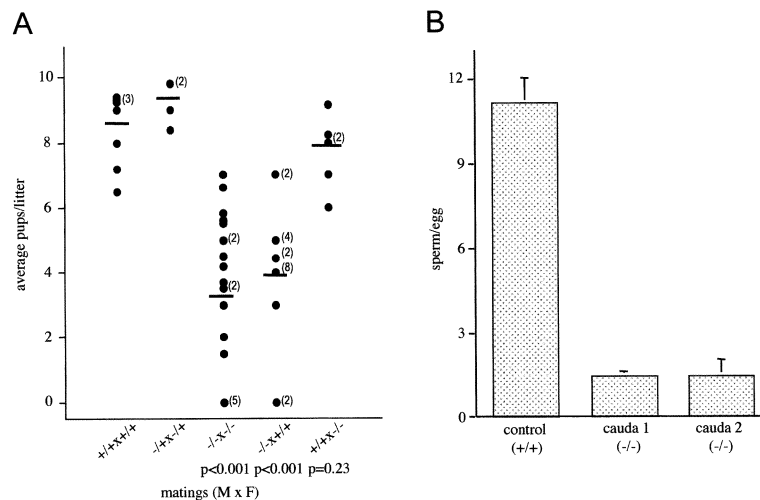 A
10
8
6
4
2
0
average pups/litter
(3)
(2)
(2)
(2)
(5)
(2)
(4)
(2)
(8)
(2)
(2)
+/+x+/+
-/+x-/+
-/-x-/-
-/-x+/+
+/+x-/-
p<0.001 p<0.001 p=0.23
matings (M x F)
B
12
9
6
3
0
sperm/egg
control cauda 1 cauda 2
(+/+) (-/-) (-/-)